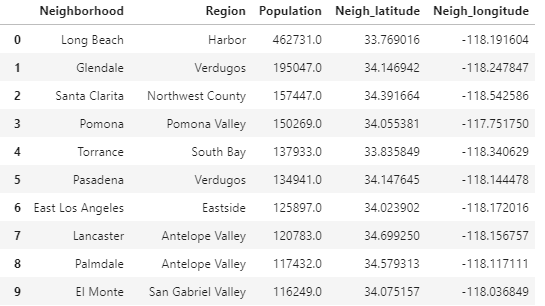 Neighborhood Region Population Neigh_latitude Neigh_longitude
0 Long Beach Harbor 462731.0 33.769016 -118.191604
1 Glendale Verdugos 195047.0 34.146942 -118.247847
2 Santa Clarita Northwest County 157447.0 34.391664 -118.542586
3 Pomona Pomona Valley 150269.0 34.055381 -117.751750
4 Torrance South Bay 137933.0 33.835849 -118.340629
5 Pasadena Verdugos 134941.0 34.147645 -118.144478
6 East Los Angeles Eastside 125897.0 34.023902 -118.172016
7 Lancaster Antelope Valley 120783.0 34.699250 -118.156757
8 Palmdale Antelope Valley 117432.0 34.579313 -118.117111
9 El Monte San Gabriel Valley 116249.0 34.075157 -118.036849